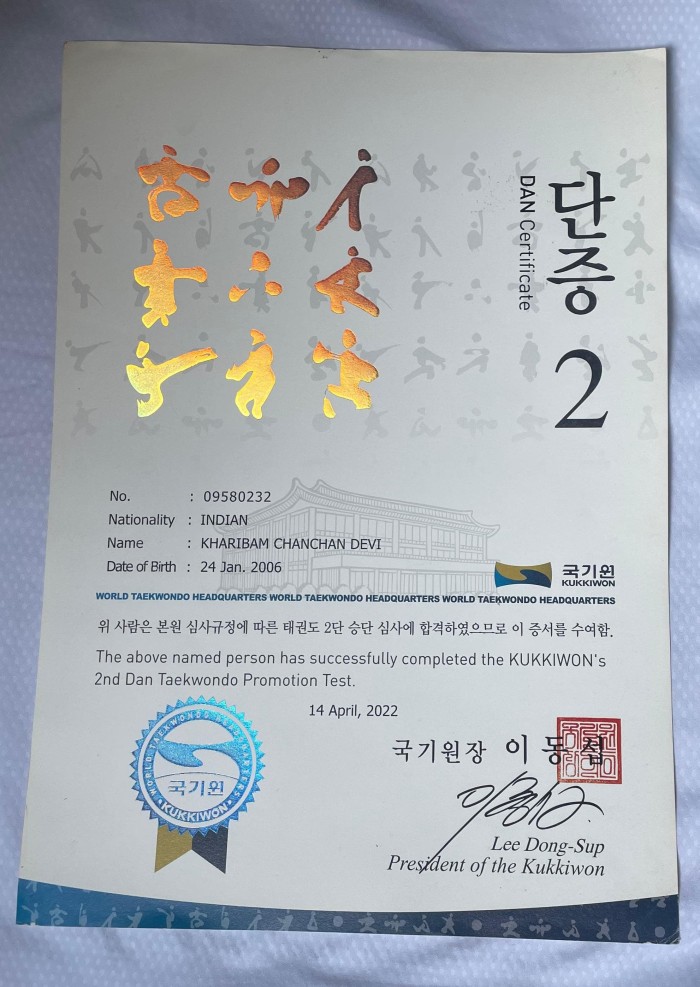 단증 2
DAN Certificate
No. : 09580232
Nationality : INDIAN
Name : KHARIBAM CHANCHAN DEVI
Date of Birth : 24 Jan. 2006
국기원
KUKKIWON
WORLD TAEKWONDO HEADQUARTERS WORLD TAEKWONDO HEADQUARTERS WORLD TAEKWONDO HEADQUARTERS
위 사람은 본원 심사규정에 따른 태권도 2단 승단 심사에 합격하였으므로 이 증서를 수여함.
The above named person has successfully completed the KUKKIWON's
2nd Dan Taekwondo Promotion Test.
14 April, 2022
WORLD TAEKWONDO HEADQUARTERS
국기원
KUKKIWON
국기원장 이동섭
Lee Dong-Sup
President of the Kukkiwon